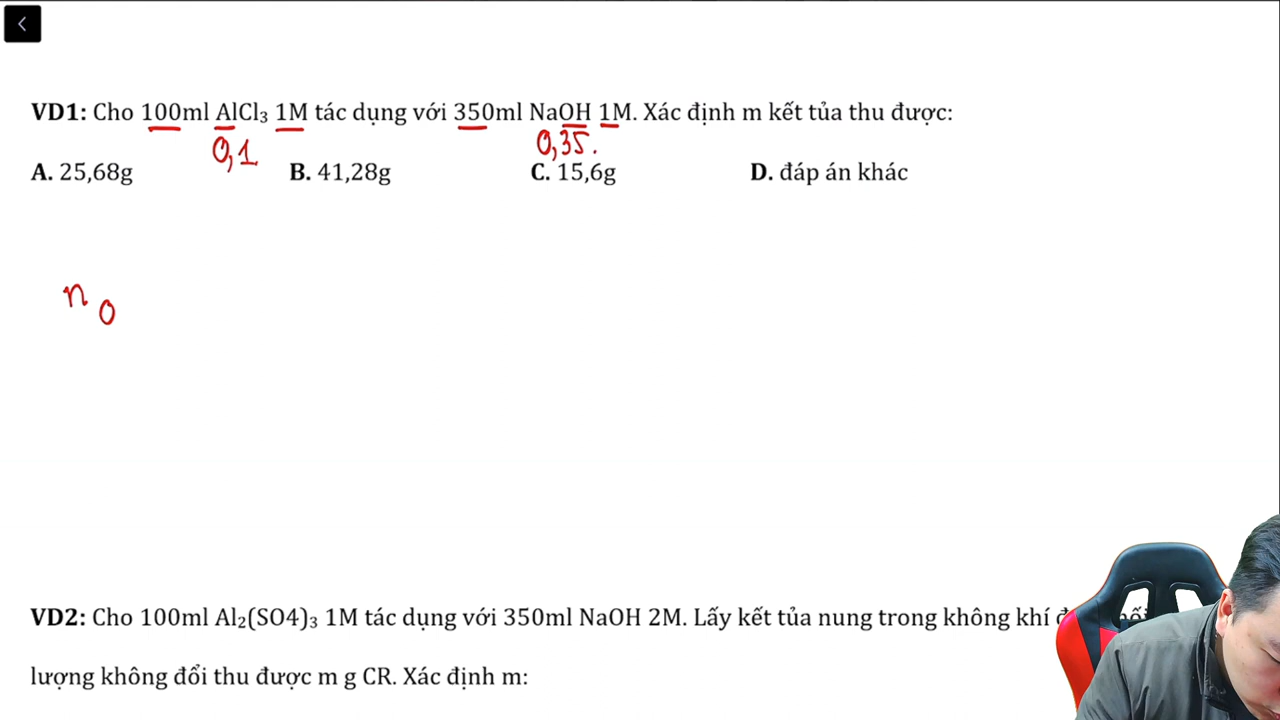 VD1: Cho 100ml AlCl₃ 1M tác dụng với 350ml NaOH 1M. Xác định m kết tủa thu được:
0,1 0,35.
A. 25,68g B. 41,28g C. 15,6g D. đáp án khác
n 0
VD2: Cho 100ml Al₂(SO4)₃ 1M tác dụng với 350ml NaOH 2M. Lấy kết tủa nung trong không khí
lượng không đổi thu được m g CR. Xác định m: